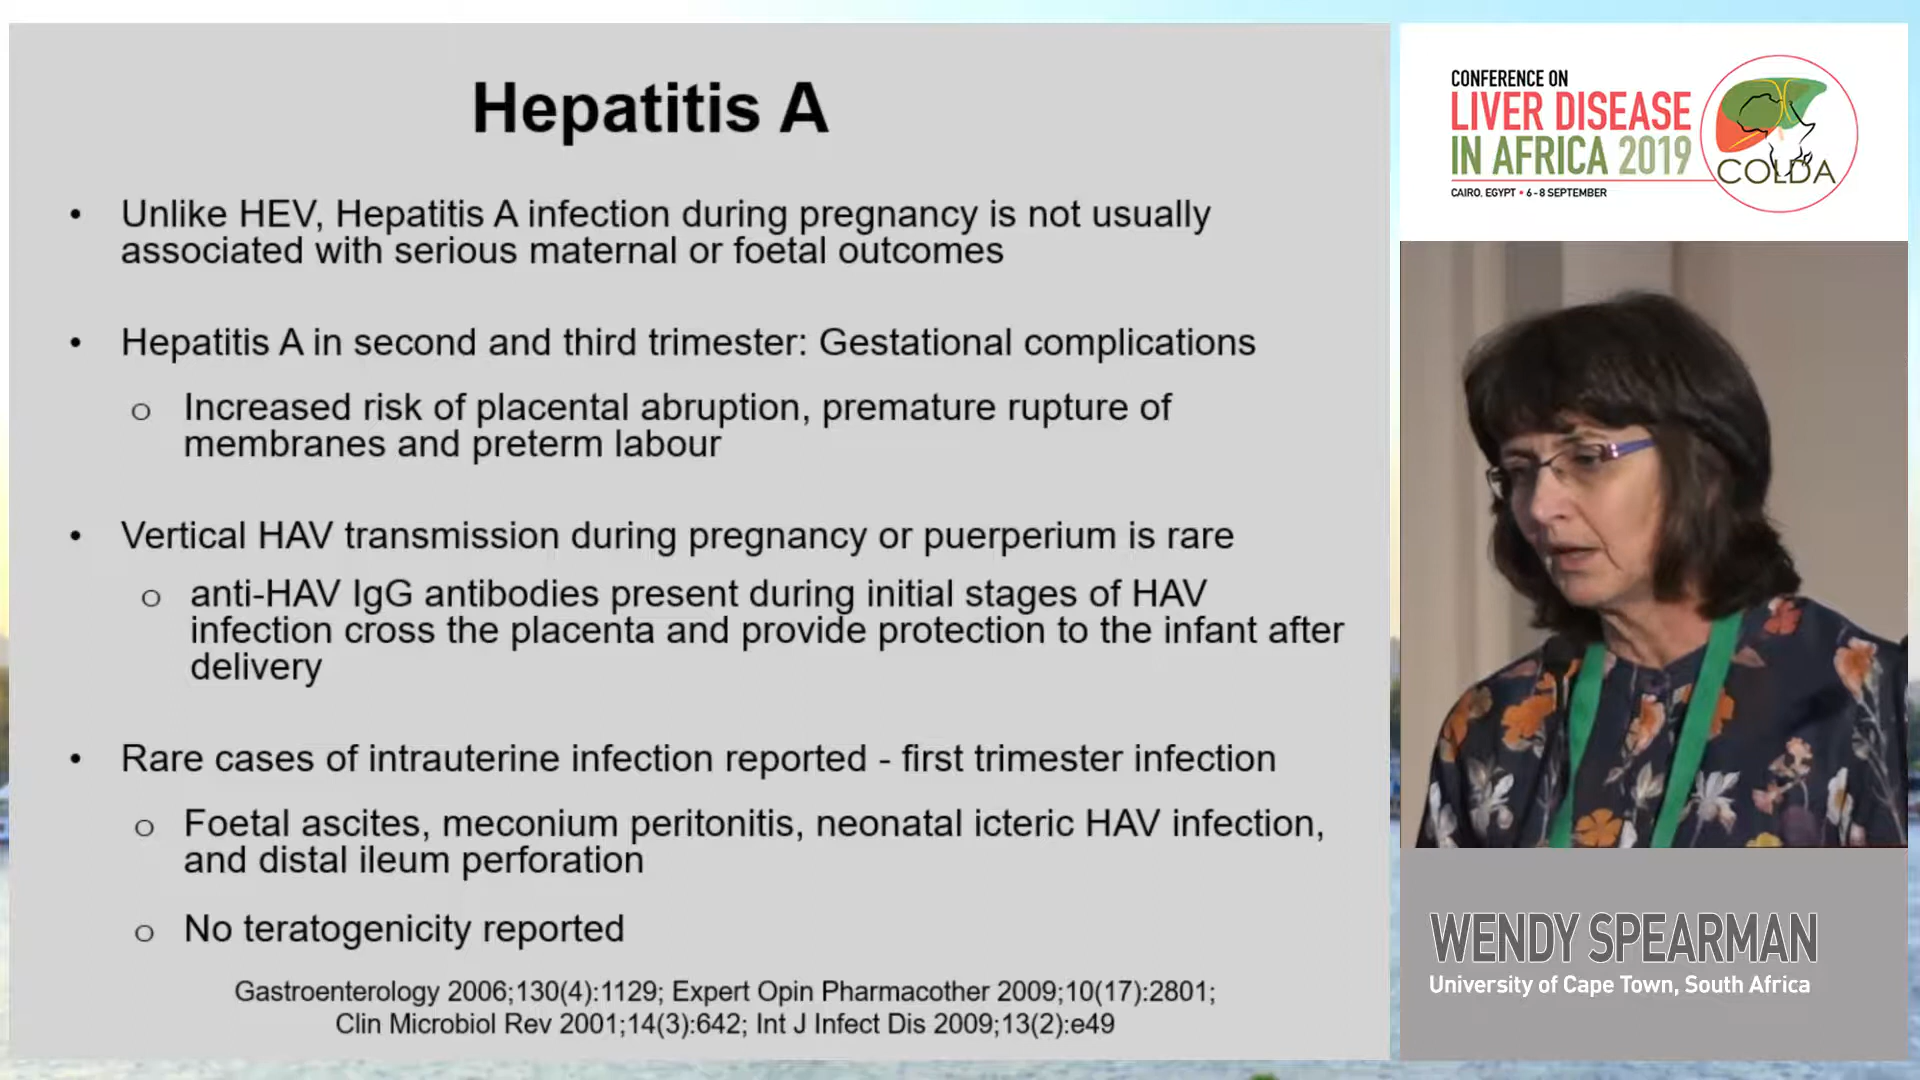 Hepatitis A
• Unlike HEV, Hepatitis A infection during pregnancy is not usually
associated with serious maternal or foetal outcomes
• Hepatitis A in second and third trimester: Gestational complications
o Increased risk of placental abruption, premature rupture of
membranes and preterm labour
• Vertical HAV transmission during pregnancy or puerperium is rare
o anti-HAV IgG antibodies present during initial stages of HAV
infection cross the placenta and provide protection to the infant after
delivery
• Rare cases of intrauterine infection reported - first trimester infection
o Foetal ascites, meconium peritonitis, neonatal icteric HAV infection,
and distal ileum perforation
o No teratogenicity reported
Gastroenterology 2006;130(4):1129; Expert Opin Pharmacother 2009;10(17):2801;
Clin Microbiol Rev 2001;14(3):642; Int J Infect Dis 2009;13(2):e49
CONFERENCE ON
LIVER DISEASE
IN AFRICA 2019
CAIRO, EGYPT • 6 - 8 SEPTEMBER
COLDA
WENDY SPEARMAN
University of Cape Town, South Africa